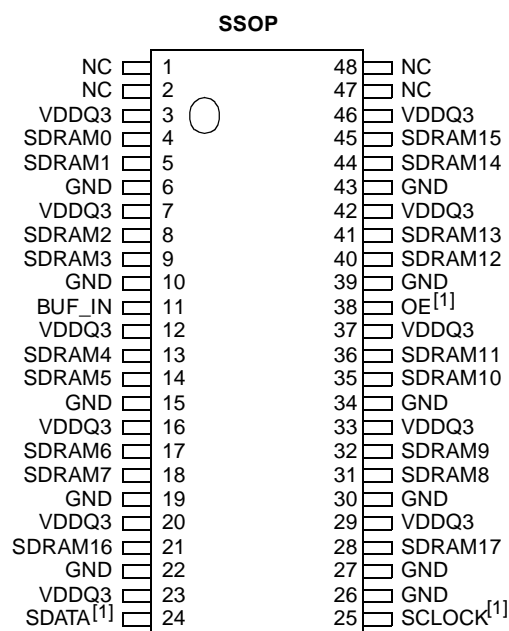 SSOP
NC 1 48 NC
NC 2 47 NC
VDDQ3 3 46 VDDQ3
SDRAM0 4 45 SDRAM15
SDRAM1 5 44 SDRAM14
GND 6 43 GND
VDDQ3 7 42 VDDQ3
SDRAM2 8 41 SDRAM13
SDRAM3 9 40 SDRAM12
GND 10 39 GND
BUF_IN 11 38 OE[1]
VDDQ3 12 37 VDDQ3
SDRAM4 13 36 SDRAM11
SDRAM5 14 35 SDRAM10
GND 15 34 GND
VDDQ3 16 33 VDDQ3
SDRAM6 17 32 SDRAM9
SDRAM7 18 31 SDRAM8
GND 19 30 GND
VDDQ3 20 29 VDDQ3
SDRAM16 21 28 SDRAM17
GND 22 27 GND
VDDQ3 23 26 GND
SDATA[1] 24 25 SCLOCK[1]